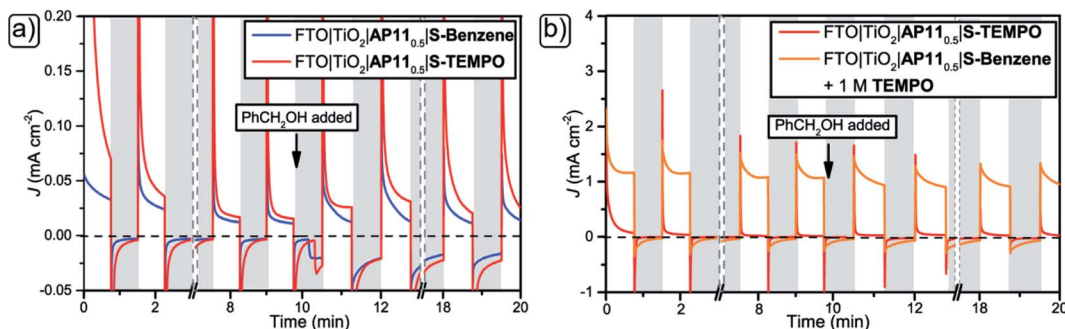 a)
J (mA cm⁻²)
0.20
0.15
0.10
0.05
0.00
-0.05
FTO|TiO₂|AP11₀.₅|S-Benzene
FTO|TiO₂|AP11₀.₅|S-TEMPO
PhCH₂OH added
0 2 8 10 12 18 20
Time (min)
b)
J (mA cm⁻²)
4
3
2
1
0
-1
FTO|TiO₂|AP11₀.₅|S-TEMPO
FTO|TiO₂|AP11₀.₅|S-Benzene
+ 1 M TEMPO
PhCH₂OH added
0 2 8 10 12 18 20
Time (min)